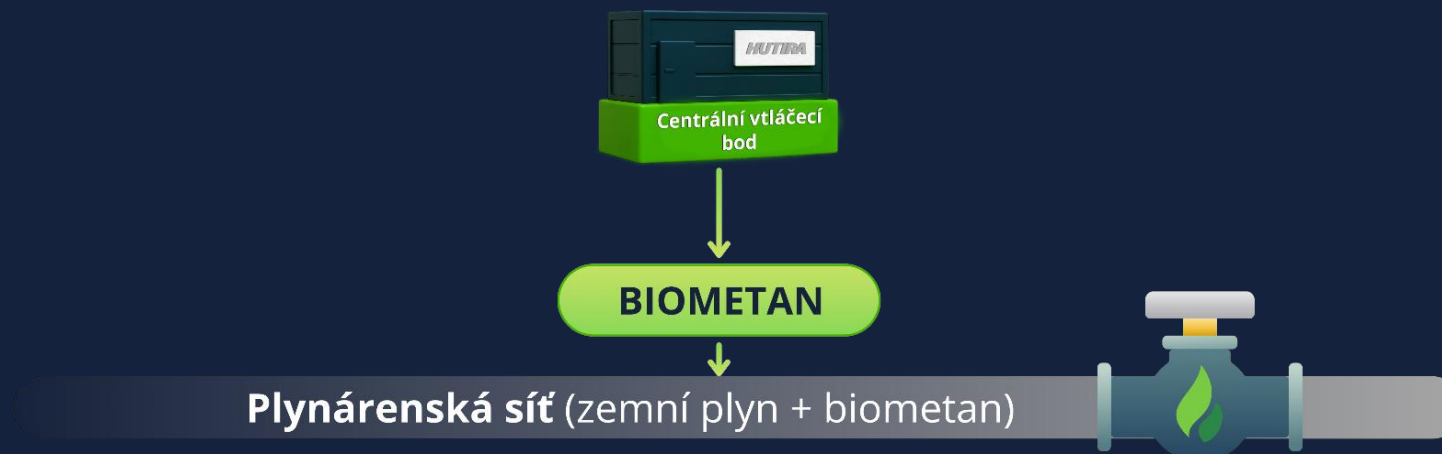 HUTIRA
Centrální vtláčecí
bod
BIOMETAN
Plynárenská síť (zemní plyn + biometan)